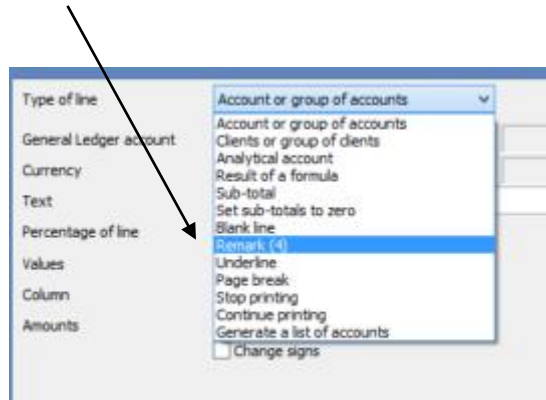 Type of line
Account or group of accounts
Account or group of accounts
Clients or group of clients
Analytical account
Result of a formula
Sub-total
Set sub-totals to zero
Blank line
Remark (4)
Underline
Page break
Stop printing
Continue printing
Generate a list of accounts
General Ledger account
Currency
Text
Percentage of line
Values
Column
Amounts
Change signs